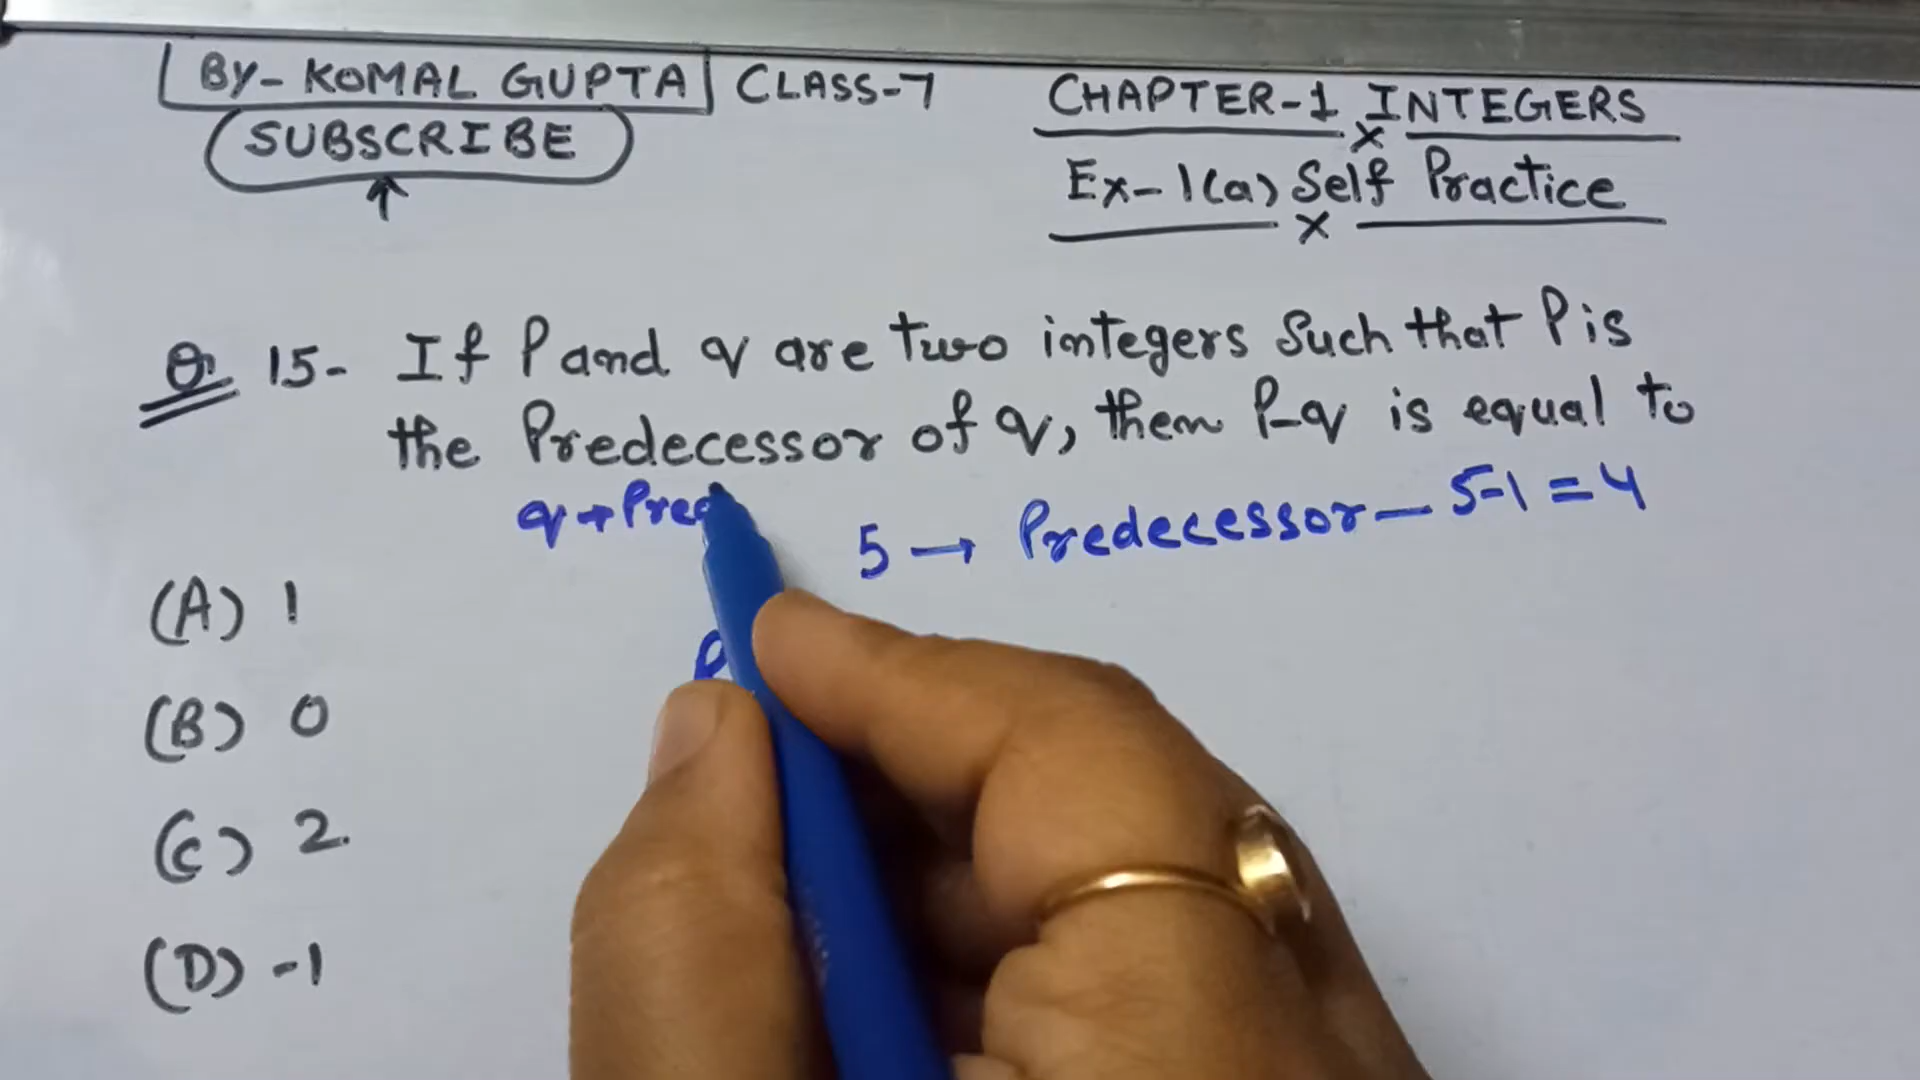 BY-KOMAL GUPTA CLASS-7 CHAPTER-1 INTEGERS
SUBSCRIBE Ex-1(a) Self Practice
Q 15- If P and q are two integers Such that P is
the Predecessor of q, then P-q is equal to
q → Pred
5 → Predecessor - 5-1 = 4
P
(A) 1
(B) 0
(C) 2.
(D) -1